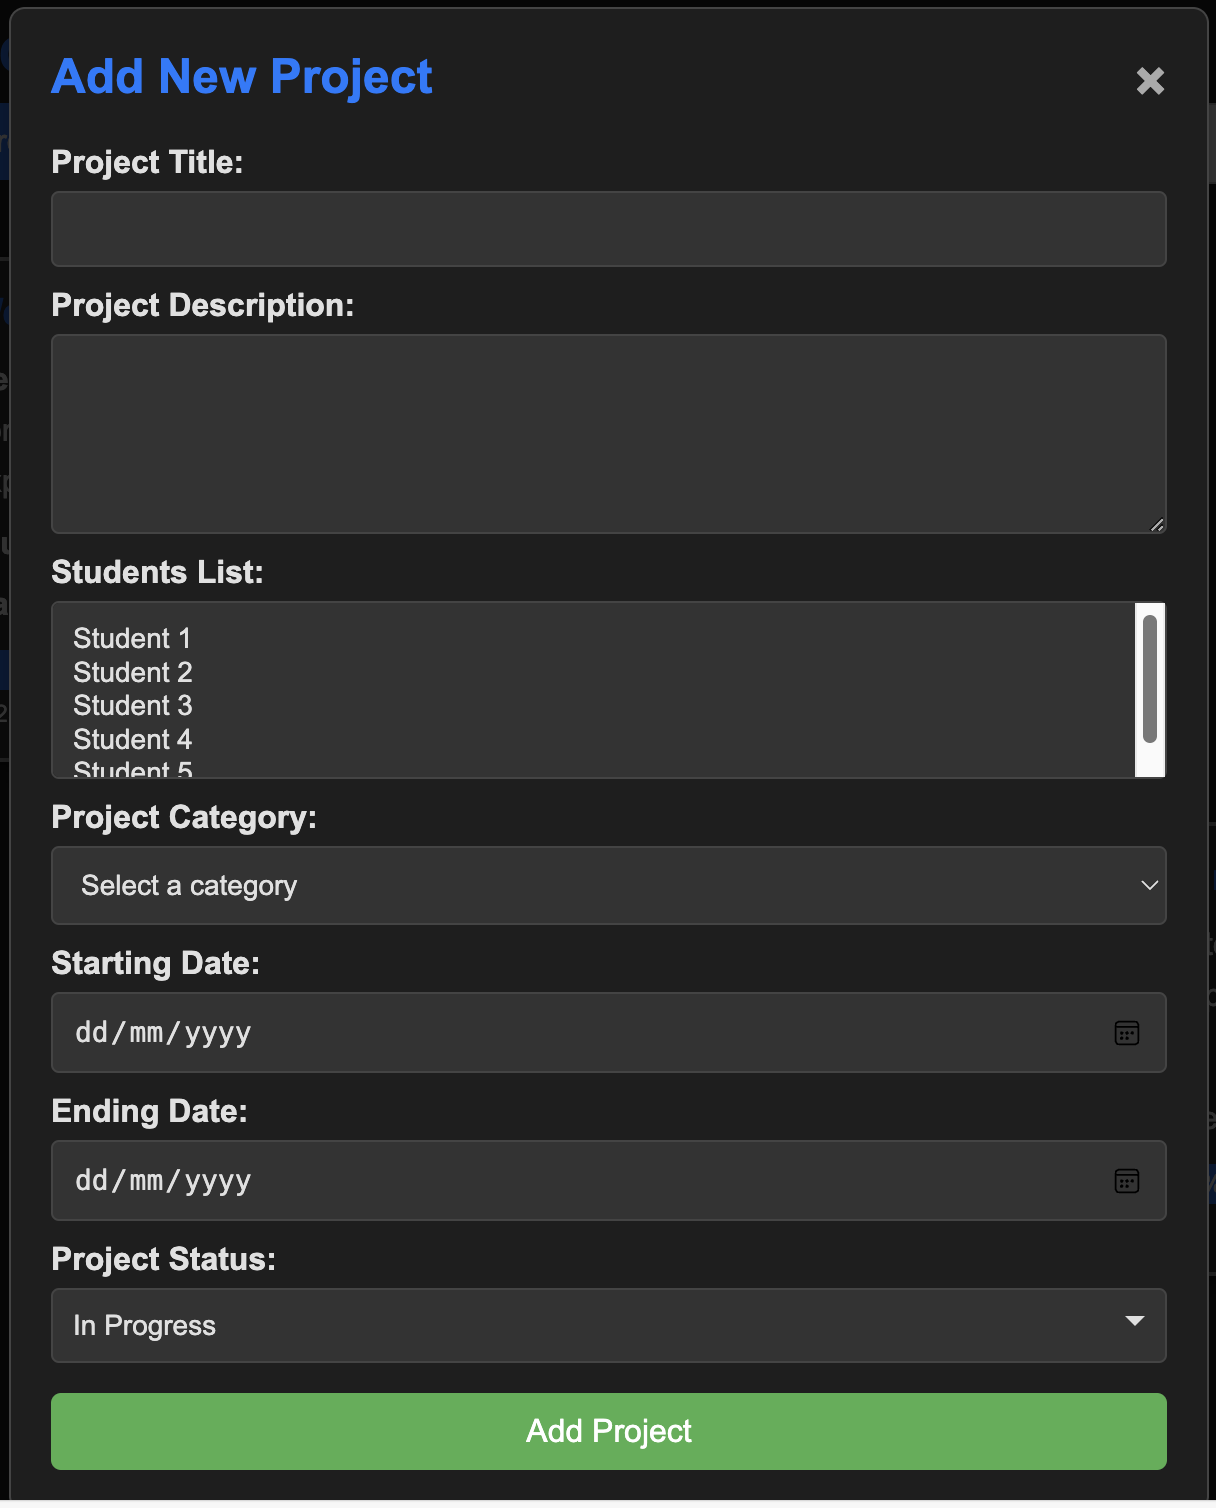 Add New Project
Project Title:
Project Description:
Students List:
Student 1
Student 2
Student 3
Student 4
Student 5
Project Category:
Select a category
Starting Date:
dd/mm/yyyy
Ending Date:
dd/mm/yyyy
Project Status:
In Progress
Add Project